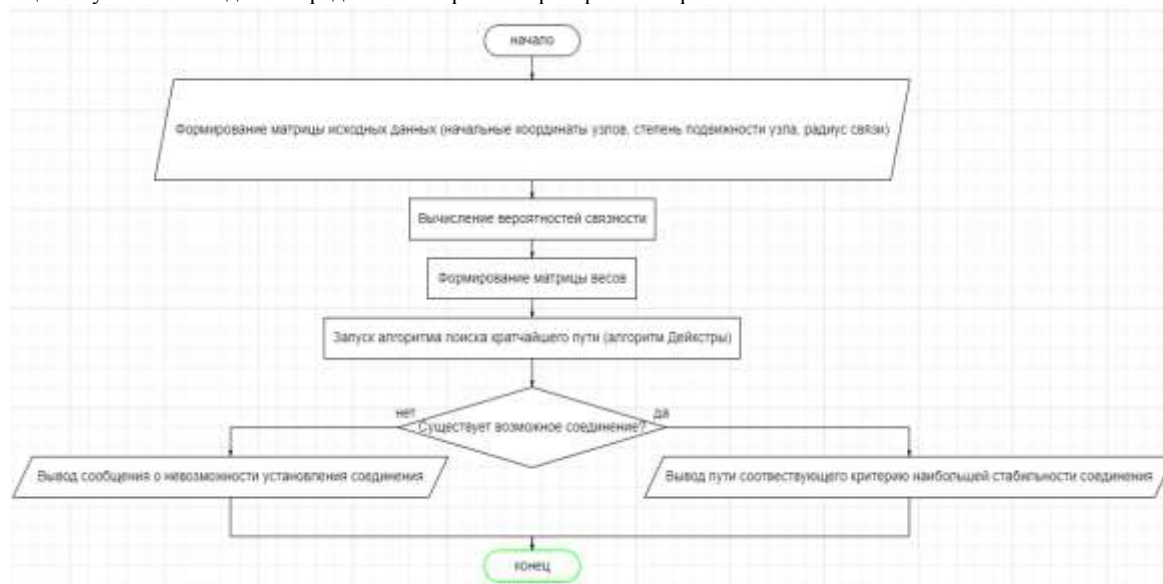 начало
Формирование матрицы исходных данных (начальные координаты узлов, степень подвижности узла, радиус связи)
Вычисление вероятностей связности
Формирование матрицы весов
Запуск алгоритма поиска кратчайшего пути (алгоритм Дейкстры)
нет
да
Существует возможное соединение?
Вывод сообщения о невозможности установления соединения
Вывод пути соотвествующего критерию наибольшей стабильности соединения
конец